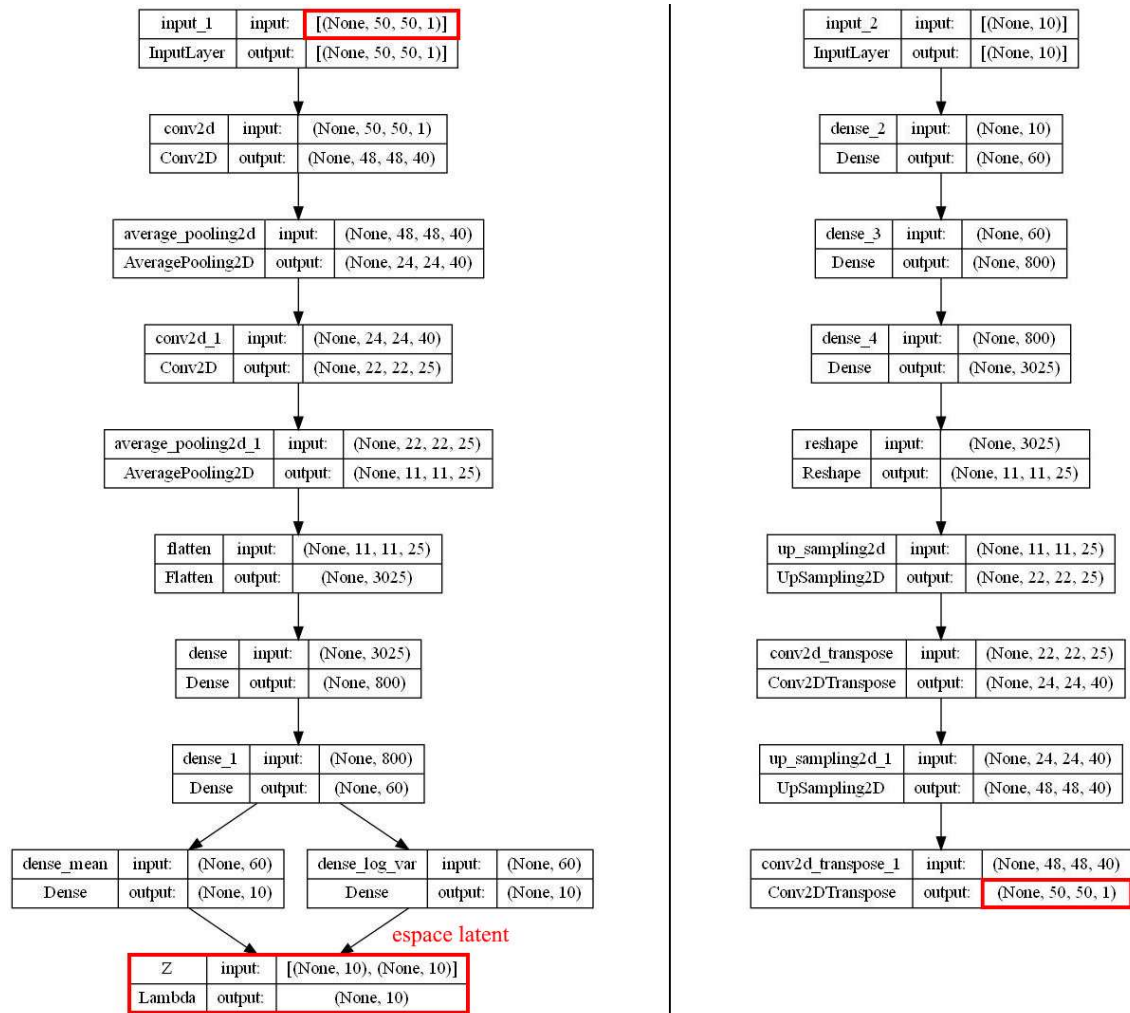 input_1 input: [(None, 50, 50, 1)]
InputLayer output: [(None, 50, 50, 1)]
conv2d input: (None, 50, 50, 1)
Conv2D output: (None, 48, 48, 40)
average_pooling2d input: (None, 48, 48, 40)
AveragePooling2D output: (None, 24, 24, 40)
conv2d_1 input: (None, 24, 24, 40)
Conv2D output: (None, 22, 22, 25)
average_pooling2d_1 input: (None, 22, 22, 25)
AveragePooling2D output: (None, 11, 11, 25)
flatten input: (None, 11, 11, 25)
Flatten output: (None, 3025)
dense input: (None, 3025)
Dense output: (None, 800)
dense_1 input: (None, 800)
Dense output: (None, 60)
dense_mean input: (None, 60)
Dense output: (None, 10)
dense_log_var input: (None, 60)
Dense output: (None, 10)
espace latent
Z input: [(None, 10), (None, 10)]
Lambda output: (None, 10)
input_2 input: [(None, 10)]
InputLayer output: [(None, 10)]
dense_2 input: (None, 10)
Dense output: (None, 60)
dense_3 input: (None, 60)
Dense output: (None, 800)
dense_4 input: (None, 800)
Dense output: (None, 3025)
reshape input: (None, 3025)
Reshape output: (None, 11, 11, 25)
up_sampling2d input: (None, 11, 11, 25)
UpSampling2D output: (None, 22, 22, 25)
conv2d_transpose input: (None, 22, 22, 25)
Conv2DTranspose output: (None, 24, 24, 40)
up_sampling2d_1 input: (None, 24, 24, 40)
UpSampling2D output: (None, 48, 48, 40)
conv2d_transpose_1 input: (None, 48, 48, 40)
Conv2DTranspose output: (None, 50, 50, 1)